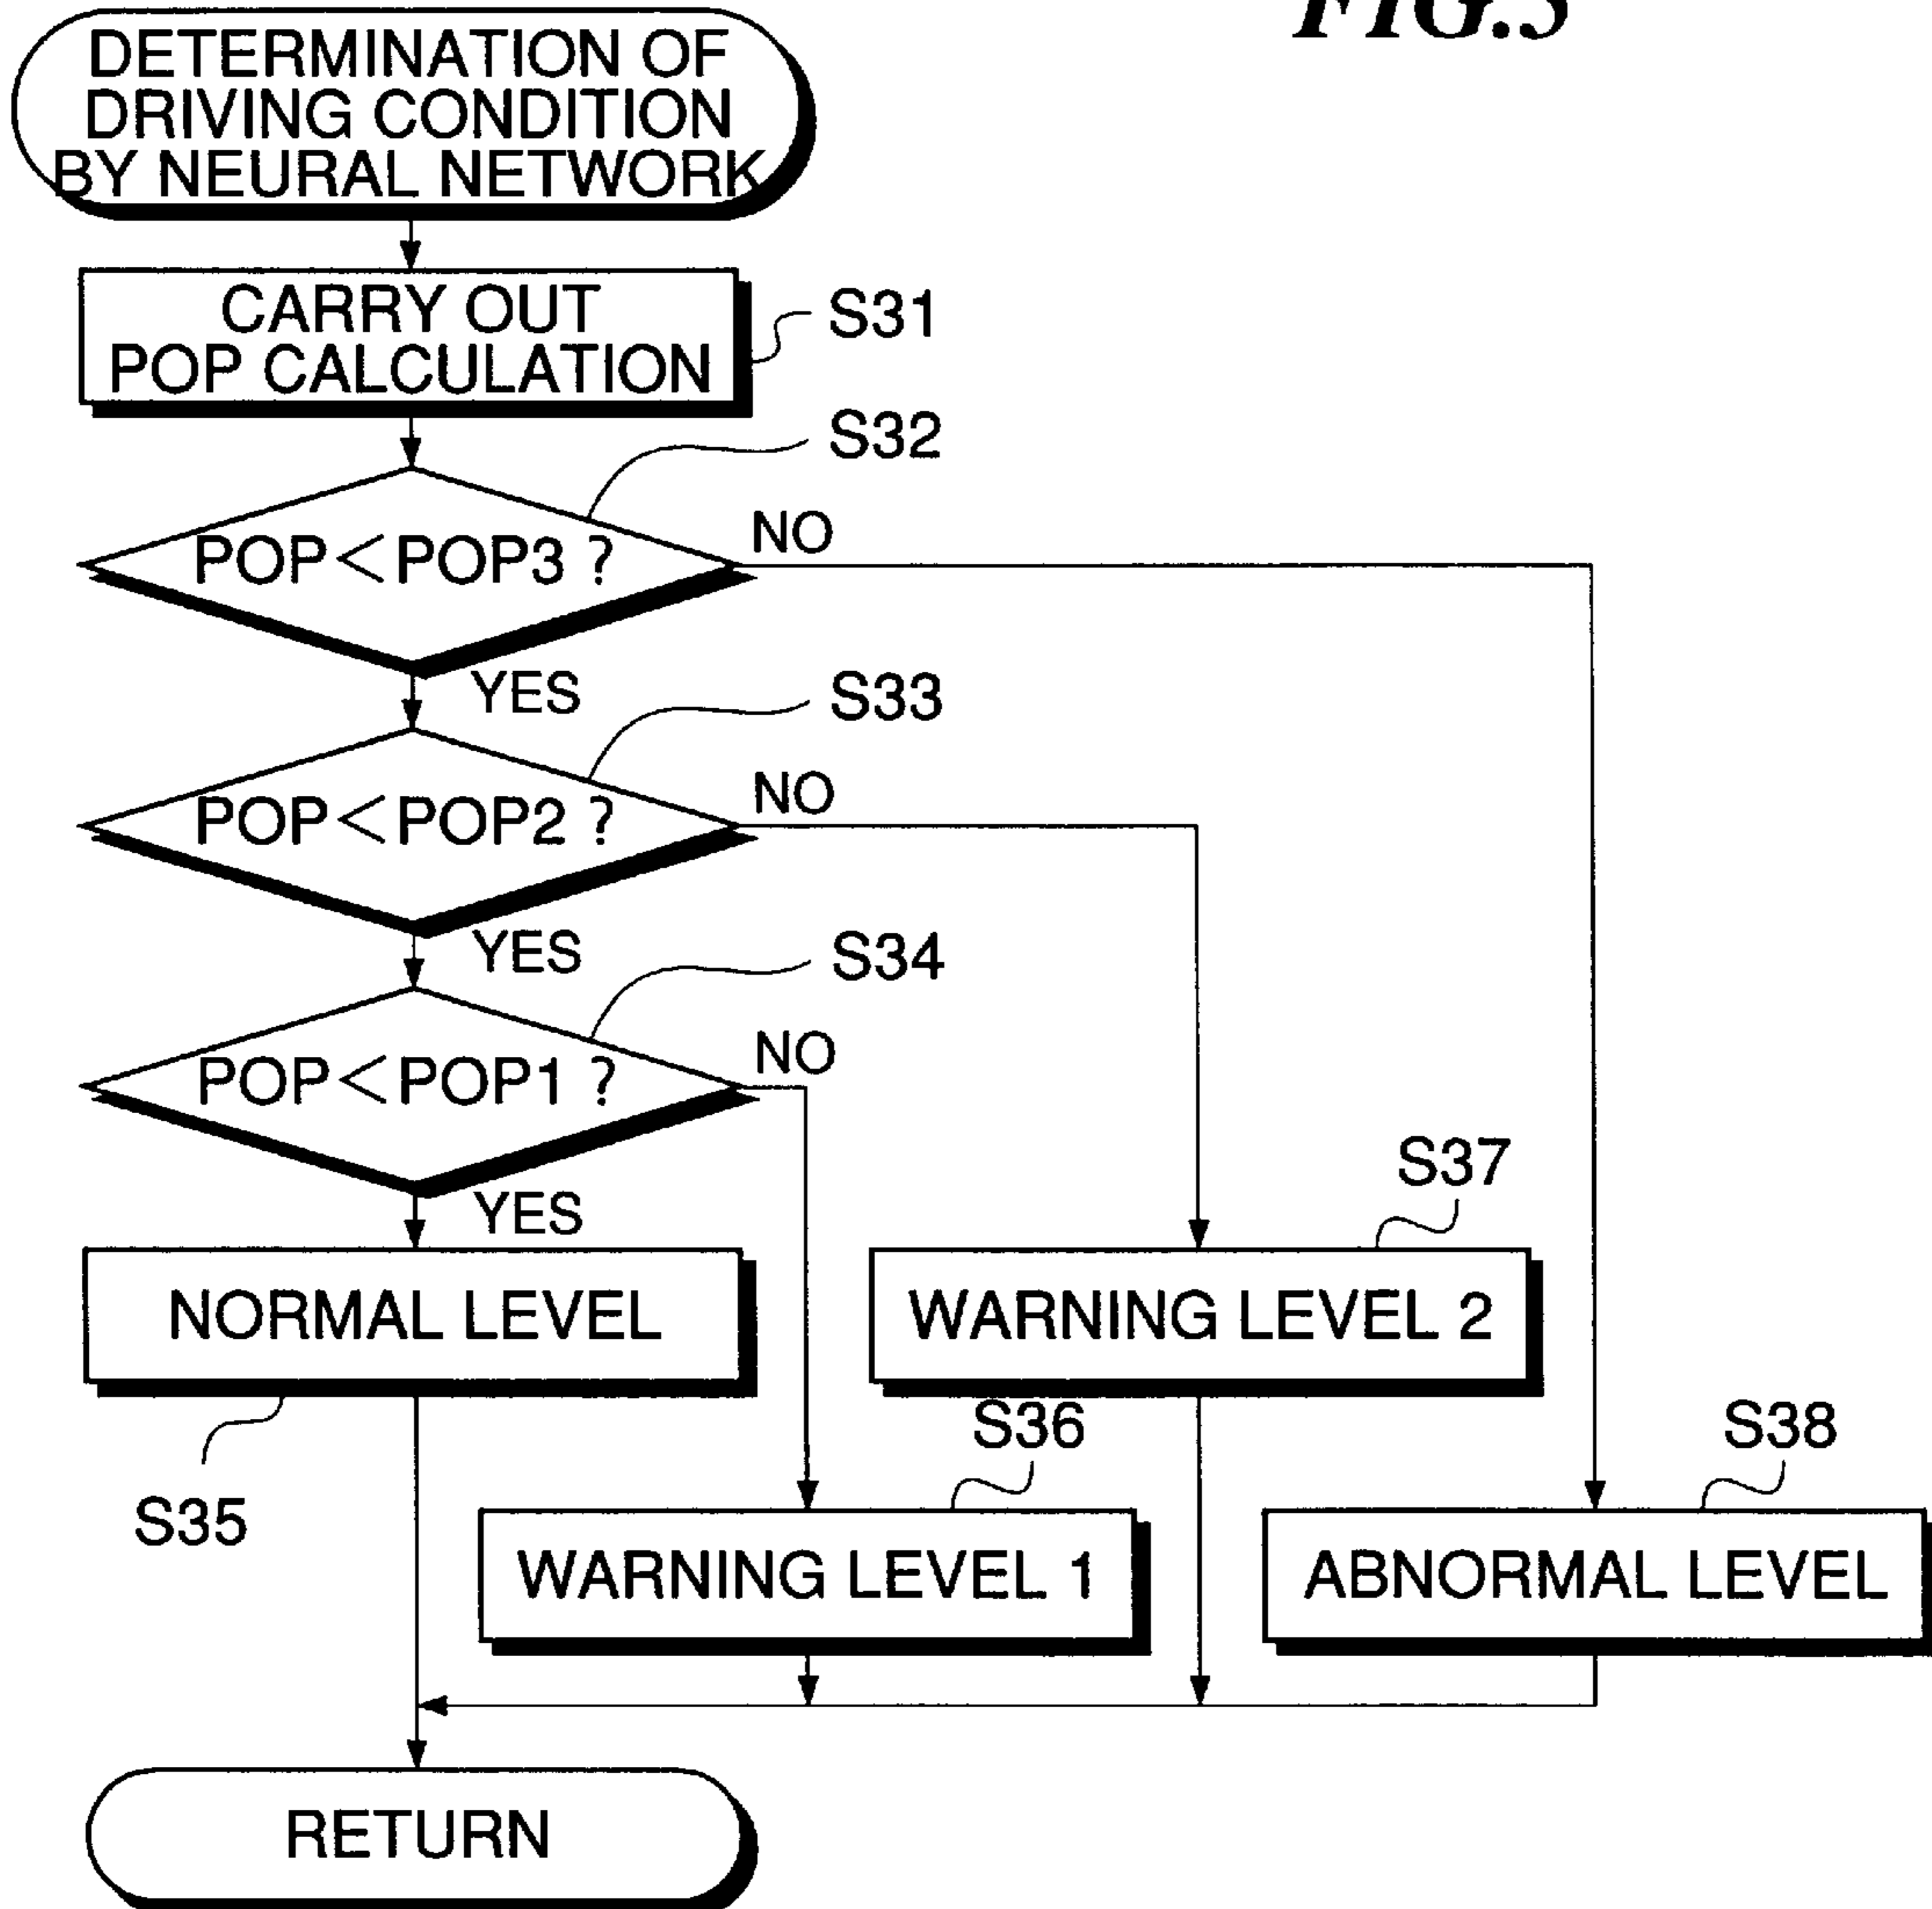 FIG.
DETERMINATION OF
DRIVING CONDITION
BY NEURAL NETWORK
CARRY OUT
POP CALCULATION
S31
S32
POP<POP3 ?
NO
YES
S33
POP<POP2 ?
NO
YES
S34
POP<POP1 ?
NO
YES
S37
NORMAL LEVEL
WARNING LEVEL 2
S36
S38
S35
WARNING LEVEL 1
ABNORMAL LEVEL
RETURN